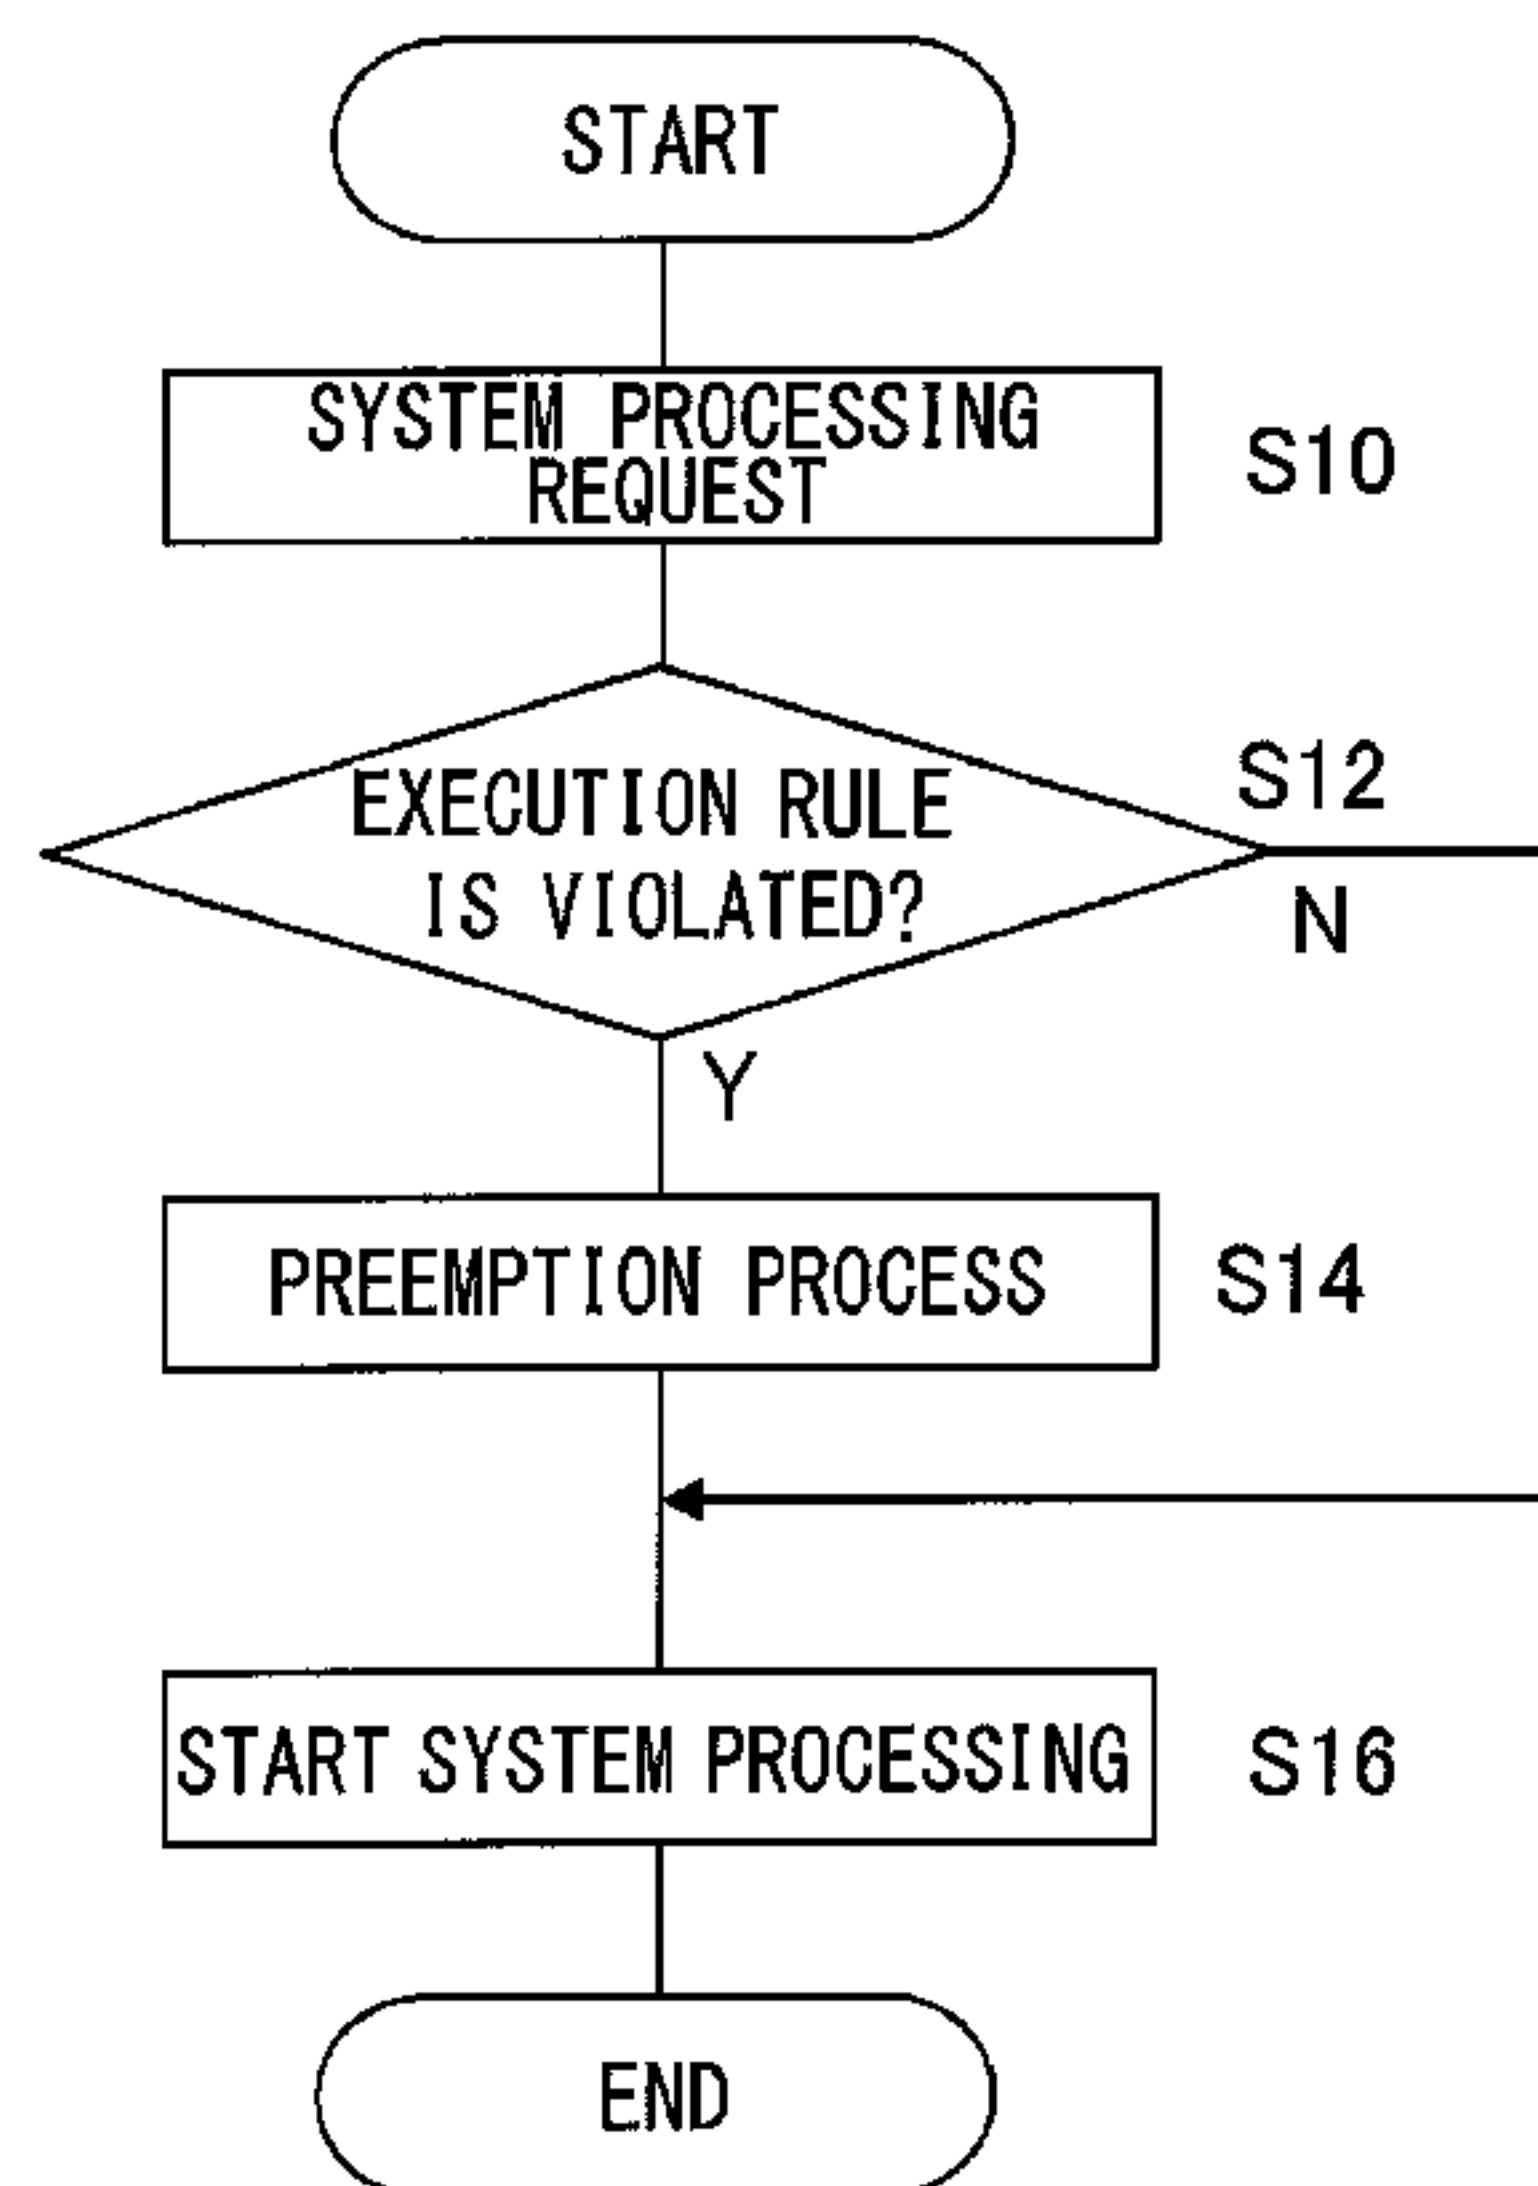 START
SYSTEM PROCESSING
REQUEST
S10
S12
EXECUTION RULE
IS VIOLATED?
N
Y
PREEMPTION PROCESS
S14
START SYSTEM PROCESSING
S16
END